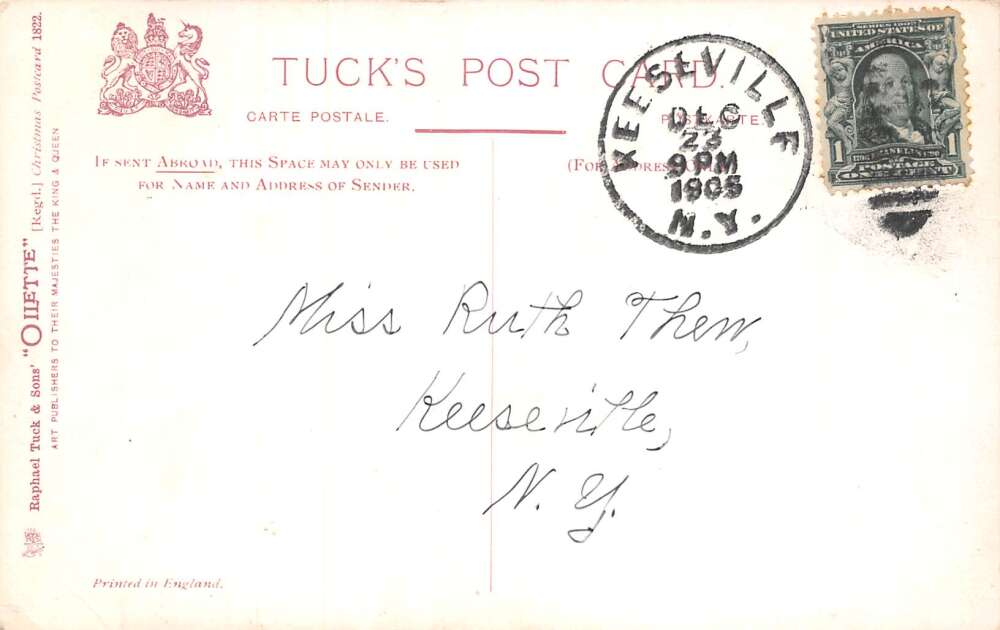 TUCK'S POST CARD.
CARTE POSTALE.
POSTKARTE.
IF SENT ABROAD, THIS SPACE MAY ONLY BE USED
FOR NAME AND ADDRESS OF SENDER.
(FOR ADDRESS ONLY.)
KEESEVILLE
DEC
23
9 PM
1905
N.Y.
SERIES 1902
UNITED STATES OF
AMERICA
1
POSTAGE
ONE CENT
Miss Ruth Thew,
Keeseville,
N. Y.
Raphael Tuck & Sons' "OILETTE" [Regd.] Christmas Postcard 1822.
ART PUBLISHERS TO THEIR MAJESTIES THE KING & QUEEN
Printed in England.